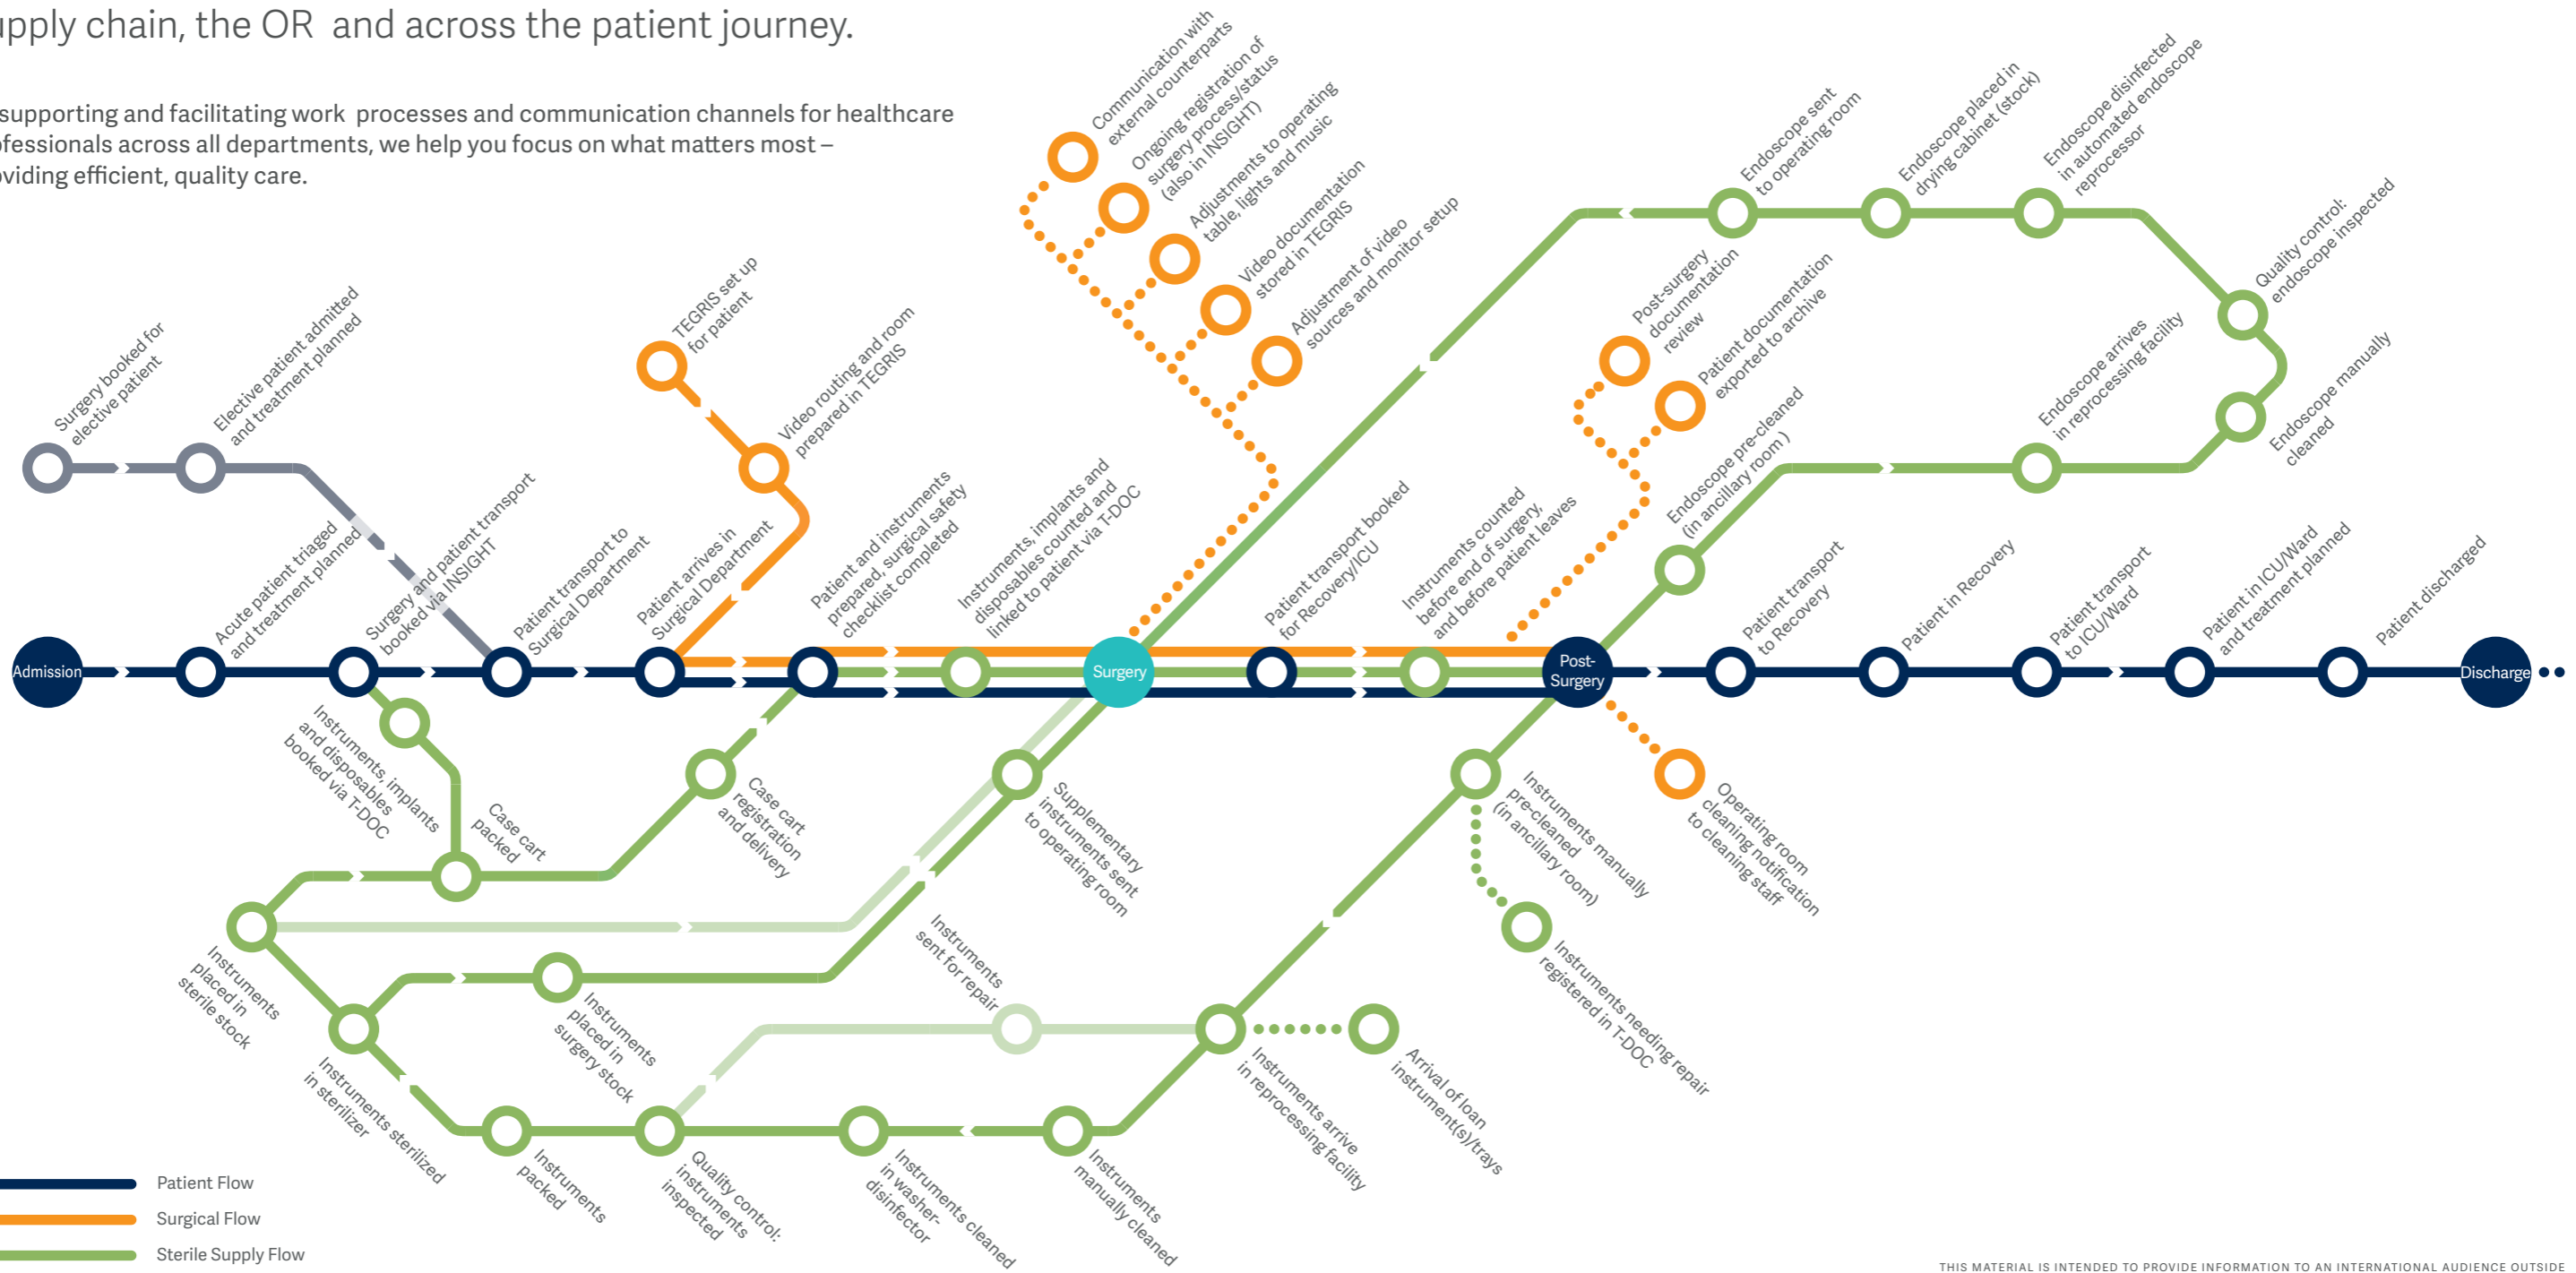 upply chain, the OR and across the patient journey.
supporting and facilitating work processes and communication channels for healthcare
ofessionals across all departments, we help you focus on what matters most –
oviding efficient, quality care.
Communication with
external counterparts
Ongoing registration of
surgery process/status
(also in INSIGHT)
Adjustments to operating
table, lights and music
Video documentation
stored in TEGRIS
Adjustment of video
sources and monitor setup
Endoscope sent
to operating room
Endoscope placed in
drying cabinet (stock)
Endoscope disinfected
in automated endoscope
reprocessor
Quality control:
endoscope inspected
Endoscope manually
cleaned
Endoscope arrives
in reprocessing facility
Endoscope pre-cleaned
(in ancillary room )
Post-surgery
documentation
review
Patient documentation
exported to archive
TEGRIS set up
for patient
Video routing and room
prepared in TEGRIS
Surgery booked for
elective patient
Elective patient admitted
and treatment planned
Acute patient triaged
and treatment planned
Surgery and patient transport
booked via INSIGHT
Patient transport to
Surgical Department
Patient arrives in
Surgical Department
Patient and instruments
prepared, surgical safety
checklist completed
Instruments, implants and
disposables counted and
linked to patient via T-DOC
Patient transport booked
for Recovery/ICU
Instruments counted
before end of surgery,
and before patient leaves
Patient transport
to Recovery
Patient in Recovery
Patient transport
to ICU/Ward
Patient in ICU/Ward
and treatment planned
Patient discharged
Admission
Surgery
Post-
Surgery
Discharge
Instruments, implants
and disposables
booked via T-DOC
Case cart
packed
Case cart
registration
and delivery
Supplementary
instruments sent
to operating room
Instruments manually
pre-cleaned
(in ancillary room)
Operating room
cleaning notification
to cleaning staff
Instruments
placed in
sterile stock
Instruments
placed in
surgery stock
Instruments
sent for repair
Instruments needing repair
registered in T-DOC
Instruments sterilized
in sterilizer
Instruments
packed
Quality control:
instruments
inspected
Instruments cleaned
in washer-
disinfector
Instruments
manually cleaned
Instruments arrive
in reprocessing facility
Arrival of loan
instrument(s)/trays
Patient Flow
Surgical Flow
Sterile Supply Flow
THIS MATERIAL IS INTENDED TO PROVIDE INFORMATION TO AN INTERNATIONAL AUDIENCE OUTSIDE